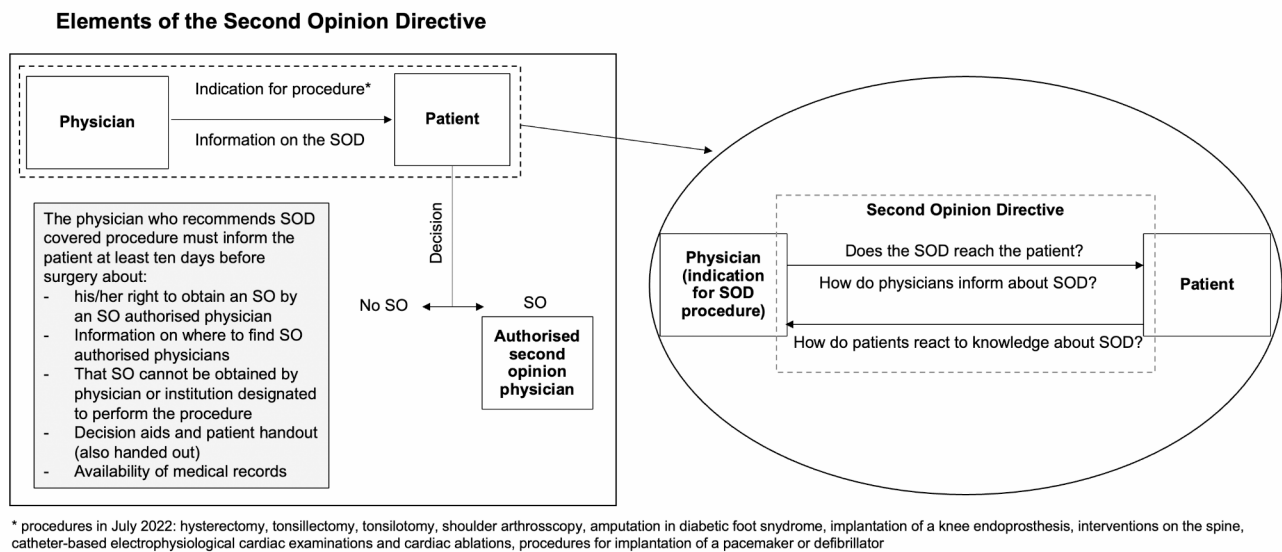 Elements of the Second Opinion Directive
Physician
Indication for procedure*
Information on the SOD
Patient
The physician who recommends SOD
covered procedure must inform the
patient at least ten days before
surgery about:
- his/her right to obtain an SO by
an SO authorised physician
- Information on where to find SO
authorised physicians
- That SO cannot be obtained by
physician or institution designated
to perform the procedure
- Decision aids and patient handout
(also handed out)
- Availability of medical records
Decision
No SO
SO
Authorised
second
opinion
physician
Second Opinion Directive
Physician
(indication
for SOD
procedure)
Does the SOD reach the patient?
How do physicians inform about SOD?
How do patients react to knowledge about SOD?
Patient
* procedures in July 2022: hysterectomy, tonsillectomy, tonsilotomy, shoulder arthrosscopy, amputation in diabetic foot snydrome, implantation of a knee endoprosthesis, interventions on the spine,
catheter-based electrophysiological cardiac examinations and cardiac ablations, procedures for implantation of a pacemaker or defibrillator